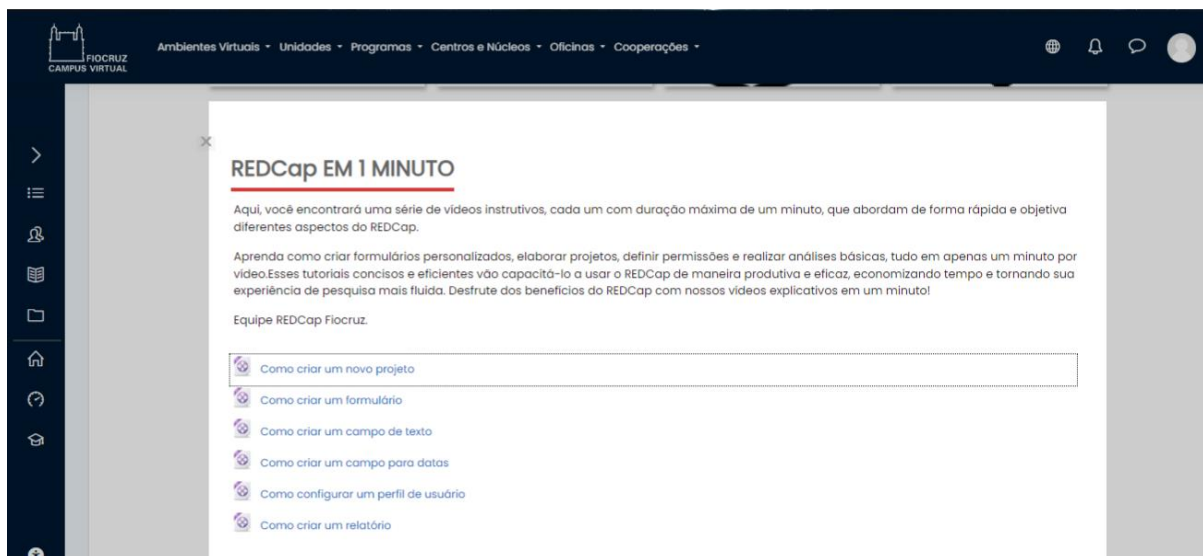 FIOCRUZ
CAMPUS VIRTUAL
Ambientes Virtuais Unidades Programas Centros e Núcleos Oficinas Cooperações
REDCap EM 1 MINUTO
Aqui, você encontrará uma série de vídeos instrutivos, cada um com duração máxima de um minuto, que abordam de forma rápida e objetiva
diferentes aspectos do REDCap.
Aprenda como criar formulários personalizados, elaborar projetos, definir permissões e realizar análises básicas, tudo em apenas um minuto por
vídeo.Esses tutoriais concisos e eficientes vão capacitá-lo a usar o REDCap de maneira produtiva e eficaz, economizando tempo e tornando sua
experiência de pesquisa mais fluida. Desfrute dos benefícios do REDCap com nossos vídeos explicativos em um minuto!
Equipe REDCap Fiocruz.
Como criar um novo projeto
Como criar um formulário
Como criar um campo de texto
Como criar um campo para datas
Como configurar um perfil de usuário
Como criar um relatório